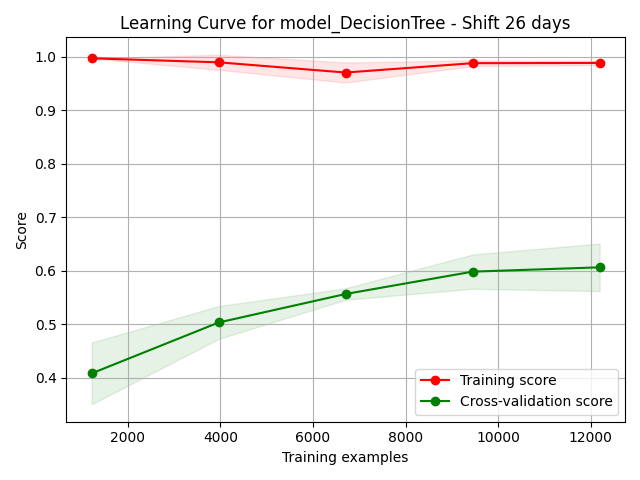 Learning Curve for model_DecisionTree - Shift 26 days
1.0
0.9
0.8
0.7
0.6
0.5
0.4
Score
2000
4000
6000
8000
10000
12000
Training examples
Training score
Cross-validation score